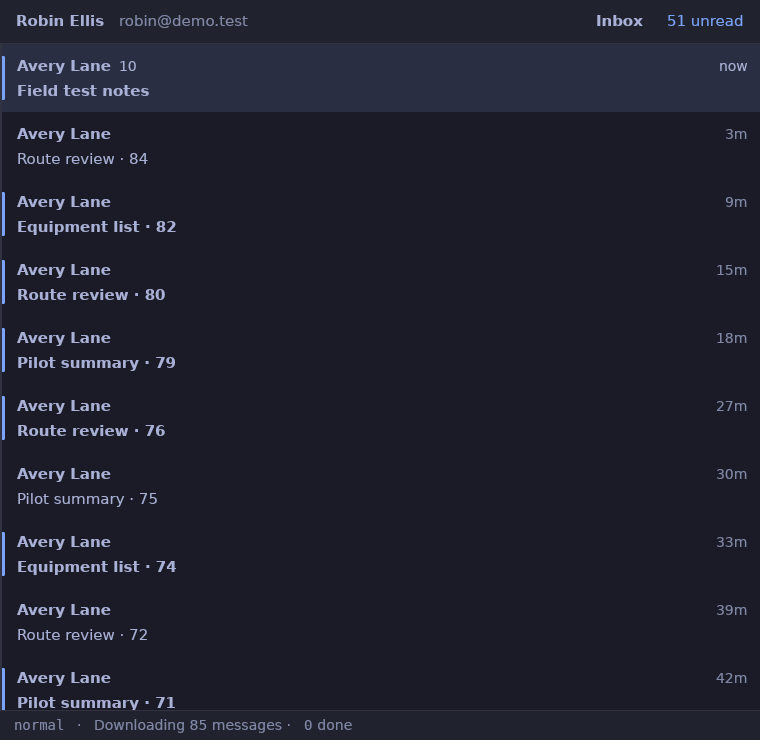 Robin Ellis robin@demo.test Inbox 51 unread
Avery Lane 10 now
Field test notes
Avery Lane 3m
Route review · 84
Avery Lane 9m
Equipment list · 82
Avery Lane 15m
Route review · 80
Avery Lane 18m
Pilot summary · 79
Avery Lane 27m
Route review · 76
Avery Lane 30m
Pilot summary · 75
Avery Lane 33m
Equipment list · 74
Avery Lane 39m
Route review · 72
Avery Lane 42m
Pilot summary · 71
normal · Downloading 85 messages · 0 done